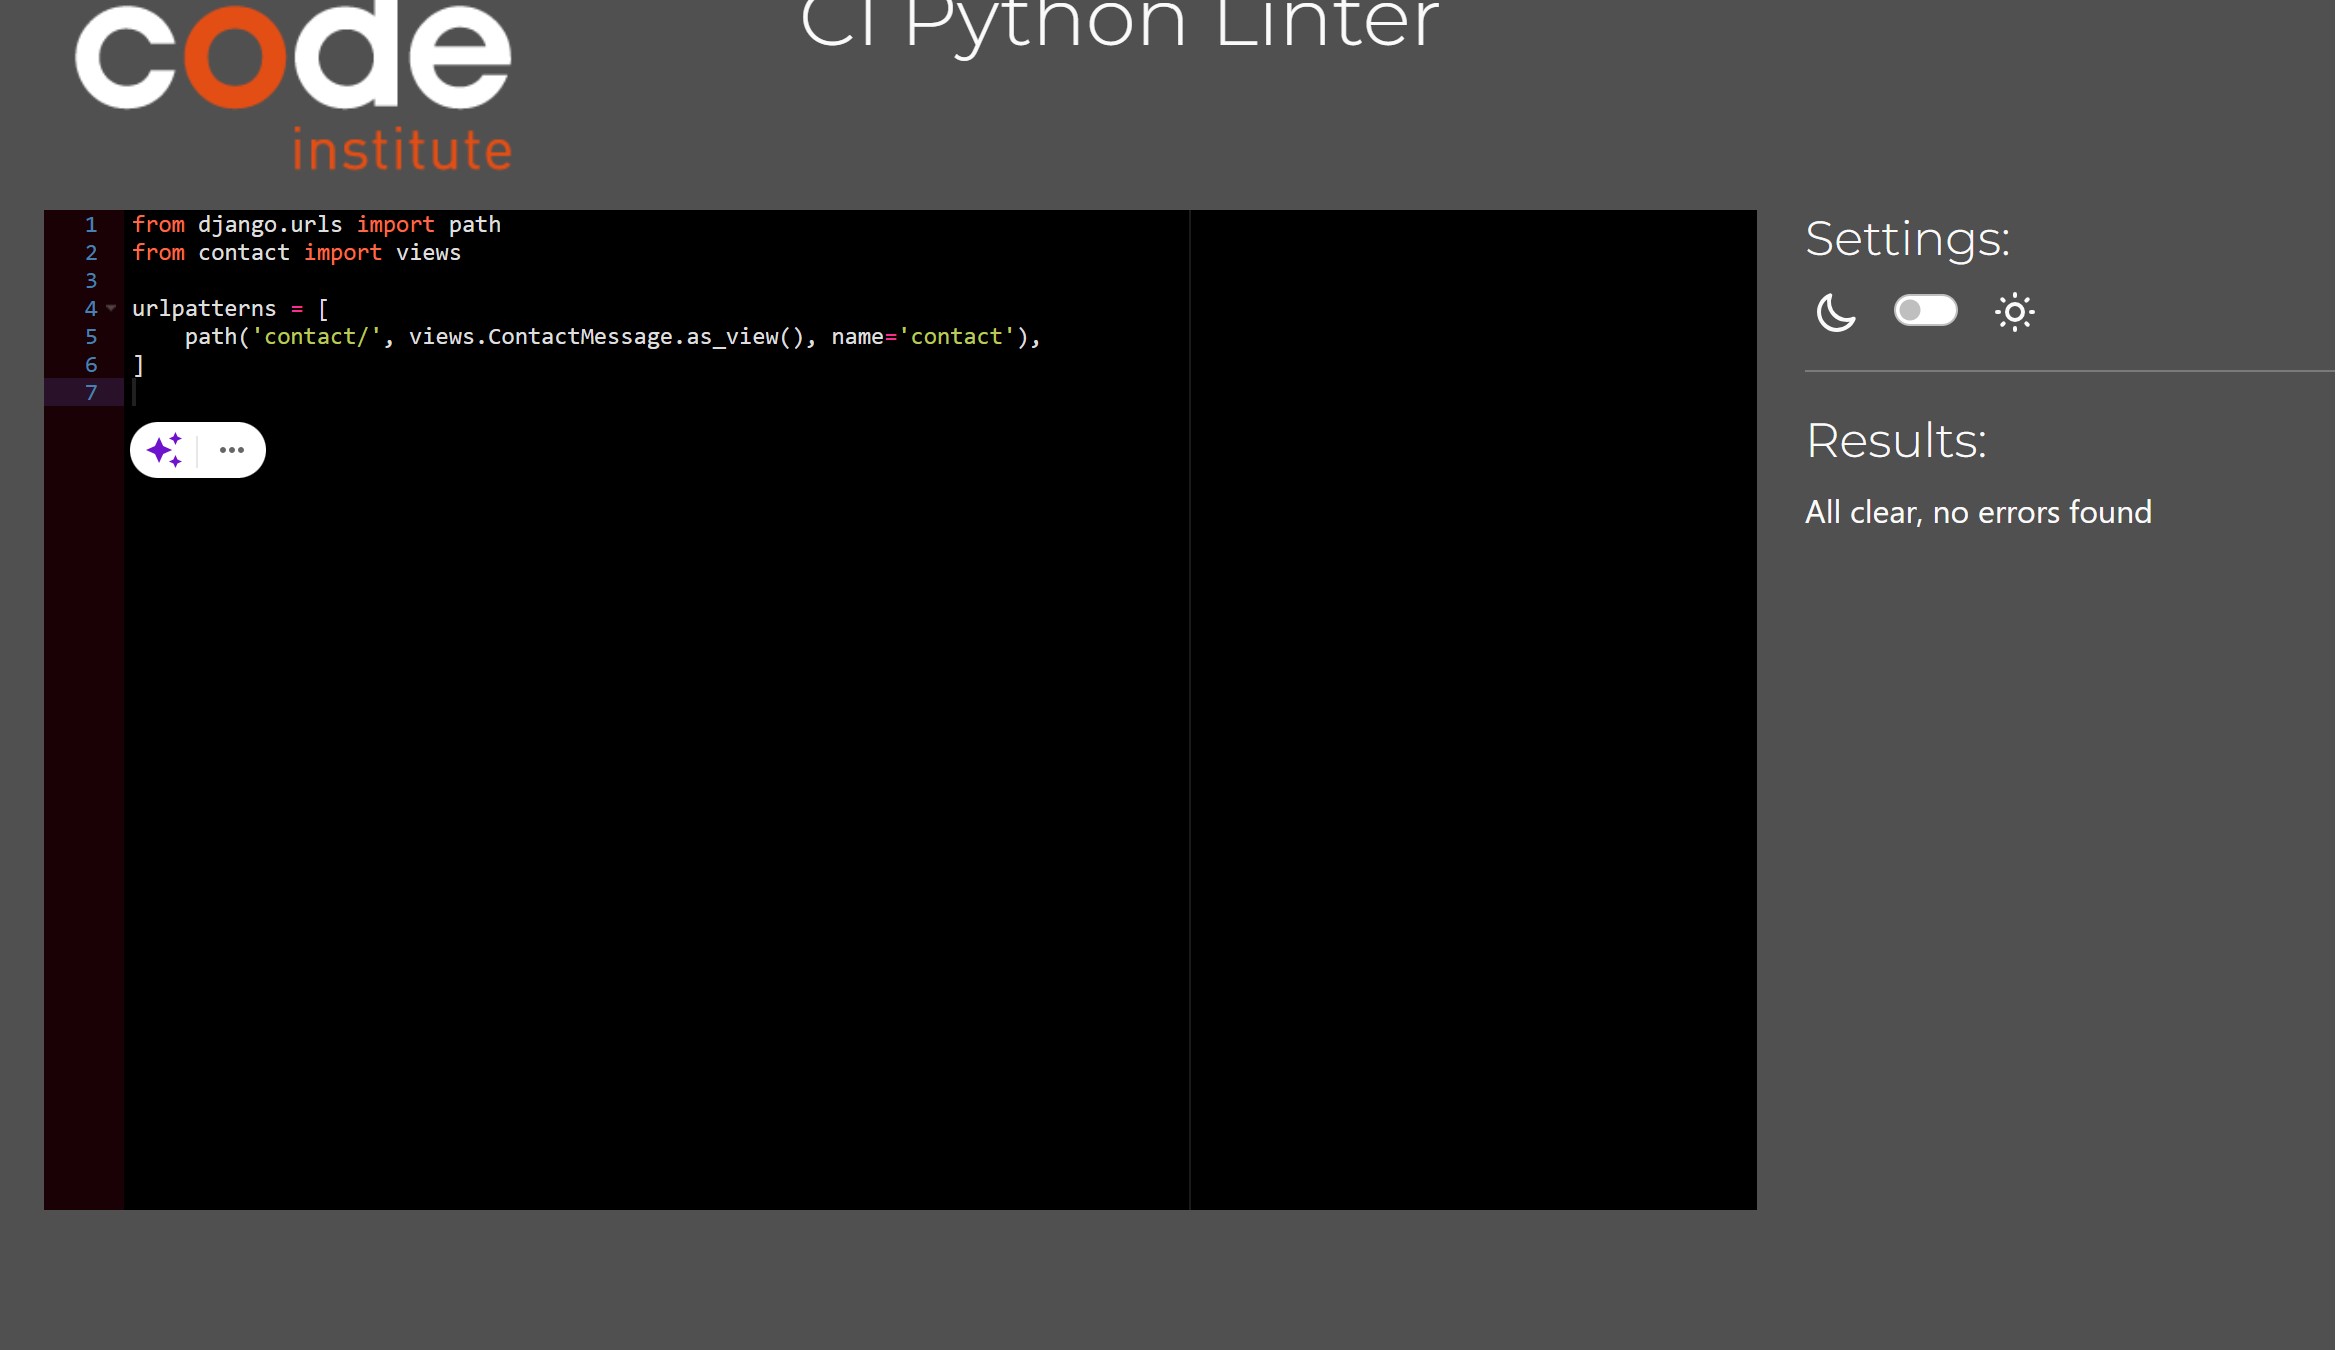 code
institute
CI Python Linter
1 from django.urls import path
2 from contact import views
3
4 urlpatterns = [
5     path('contact/', views.ContactMessage.as_view(), name='contact'),
6 ]
7
Settings:
Results:
All clear, no errors found